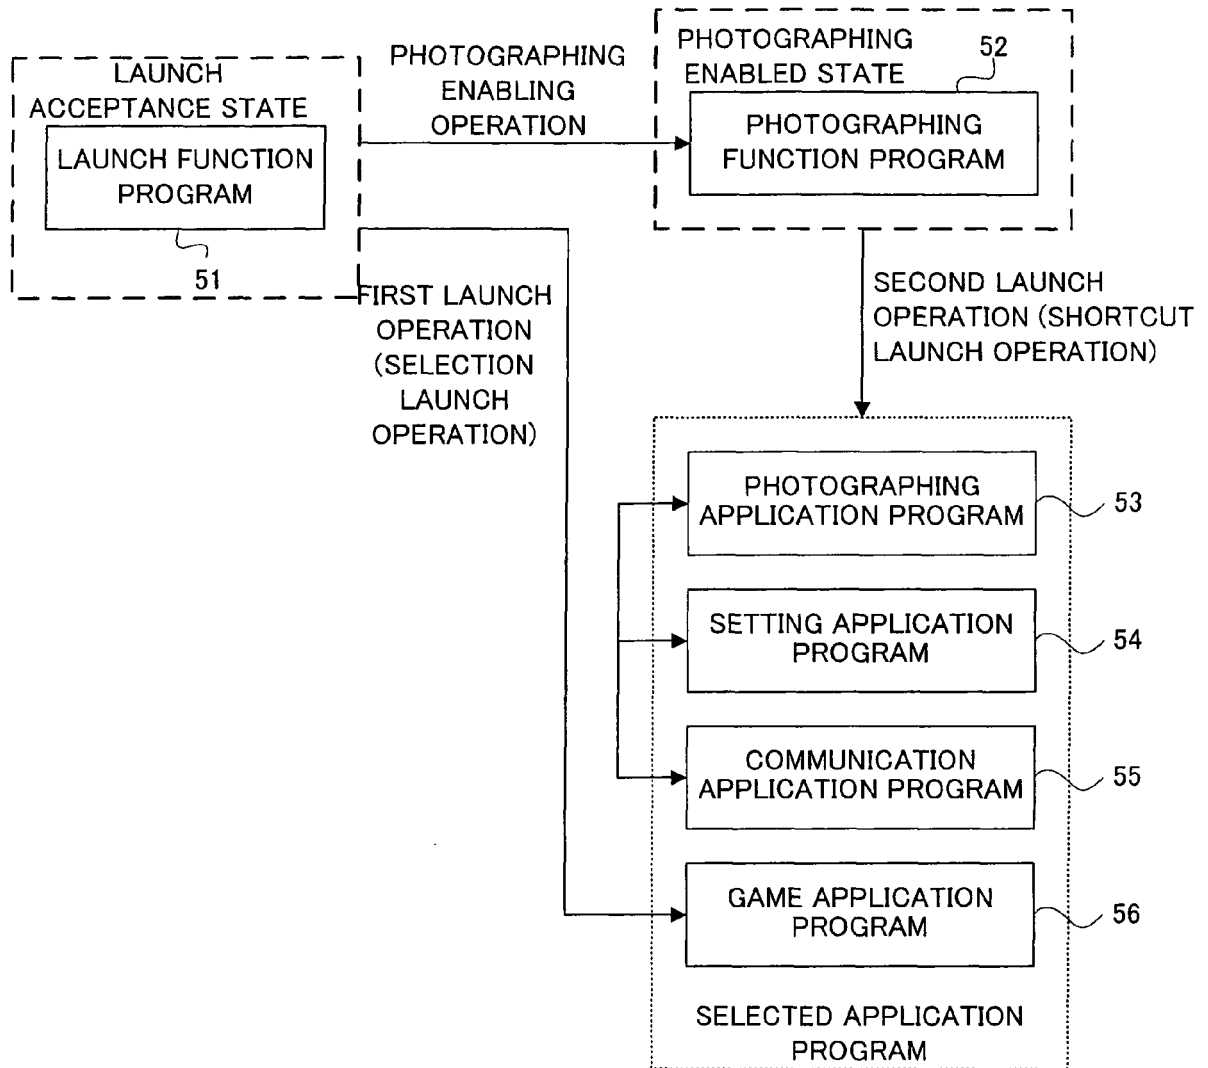 LAUNCH
ACCEPTANCE STATE
LAUNCH FUNCTION
PROGRAM
51
PHOTOGRAPHING
ENABLING
OPERATION
PHOTOGRAPHING
ENABLED STATE
52
PHOTOGRAPHING
FUNCTION PROGRAM
FIRST LAUNCH
OPERATION
(SELECTION
LAUNCH
OPERATION)
SECOND LAUNCH
OPERATION (SHORTCUT
LAUNCH OPERATION)
PHOTOGRAPHING
APPLICATION PROGRAM
53
SETTING APPLICATION
PROGRAM
54
COMMUNICATION
APPLICATION PROGRAM
55
GAME APPLICATION
PROGRAM
56
SELECTED APPLICATION
PROGRAM